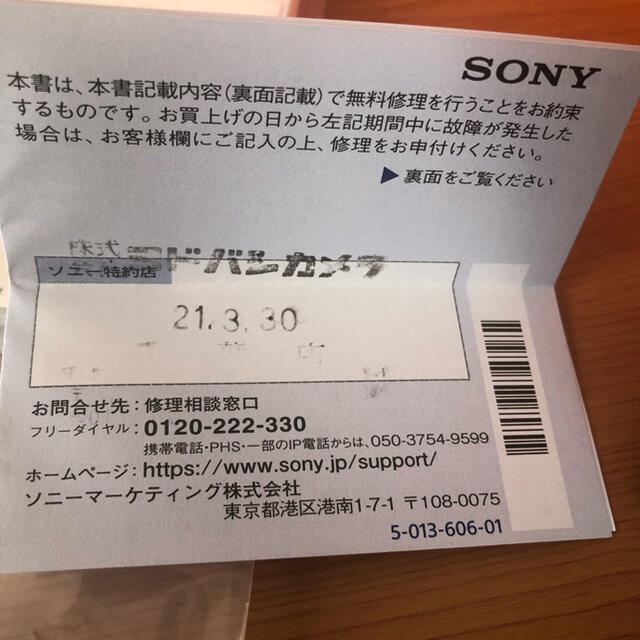 SONY
本書は、本書記載内容(裏面記載)で無料修理を行うことをお約束
するものです。お買上げの日から左記期間中に故障が発生した
場合は、お客様欄にご記入の上、修理をお申付けください。
▶裏面をご覧ください
株式 ヨドバシカメラ
ソニー特約店
21.3.30
店
お問合せ先:修理相談窓口
フリーダイヤル:0120-222-330
携帯電話・PHS・一部のIP電話からは、050-3754-9599
ホームページ:https://www.sony.jp/support/
ソニーマーケティング株式会社
東京都港区港南1-7-1 〒108-0075
5-013-606-01